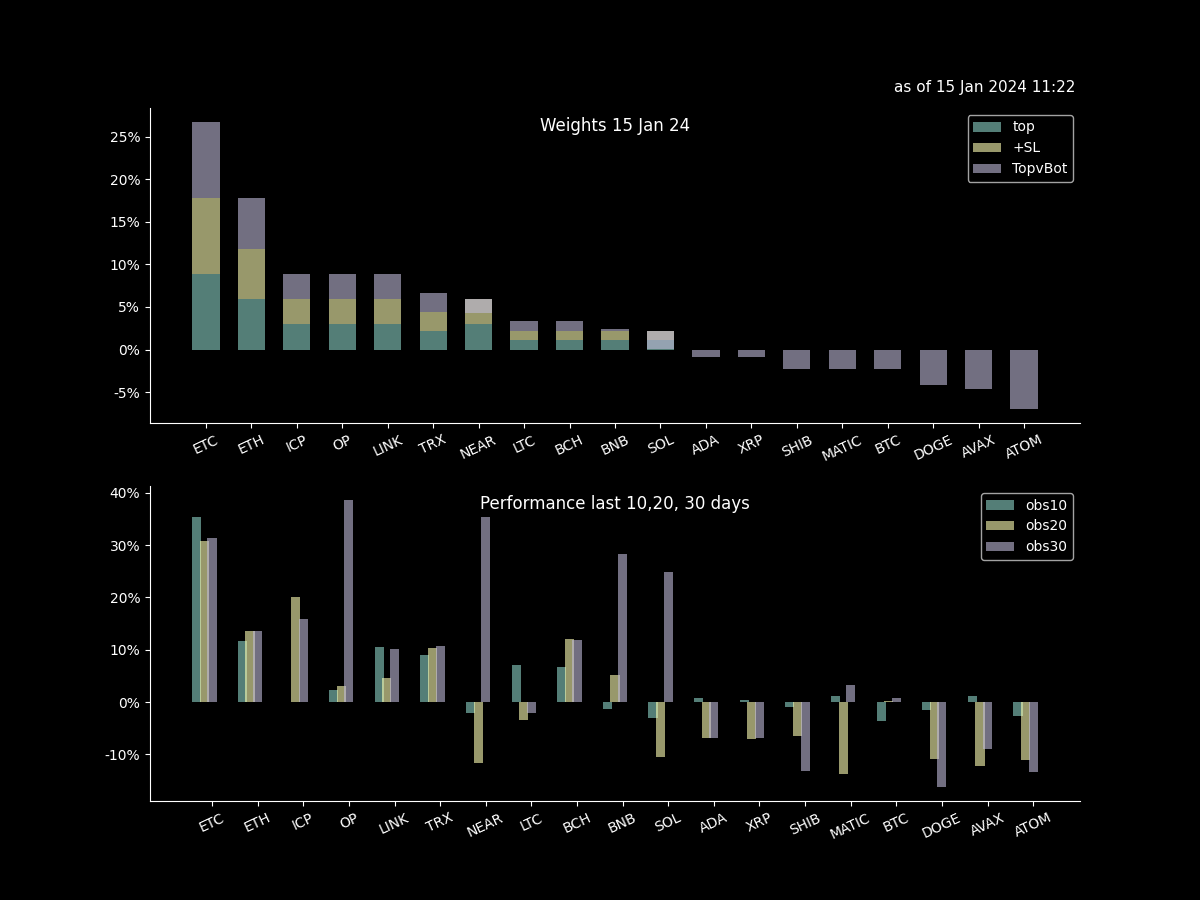 as of 15 Jan 2024 11:22
Weights 15 Jan 24
top
+SL
TopvBot
25%
20%
15%
10%
5%
0%
-5%
ETC ETH ICP OP LINK TRX NEAR LTC BCH BNB SOL ADA XRP SHIB MATIC BTC DOGE AVAX ATOM
Performance last 10,20, 30 days
obs10
obs20
obs30
40%
30%
20%
10%
0%
-10%
ETC ETH ICP OP LINK TRX NEAR LTC BCH BNB SOL ADA XRP SHIB MATIC BTC DOGE AVAX ATOM